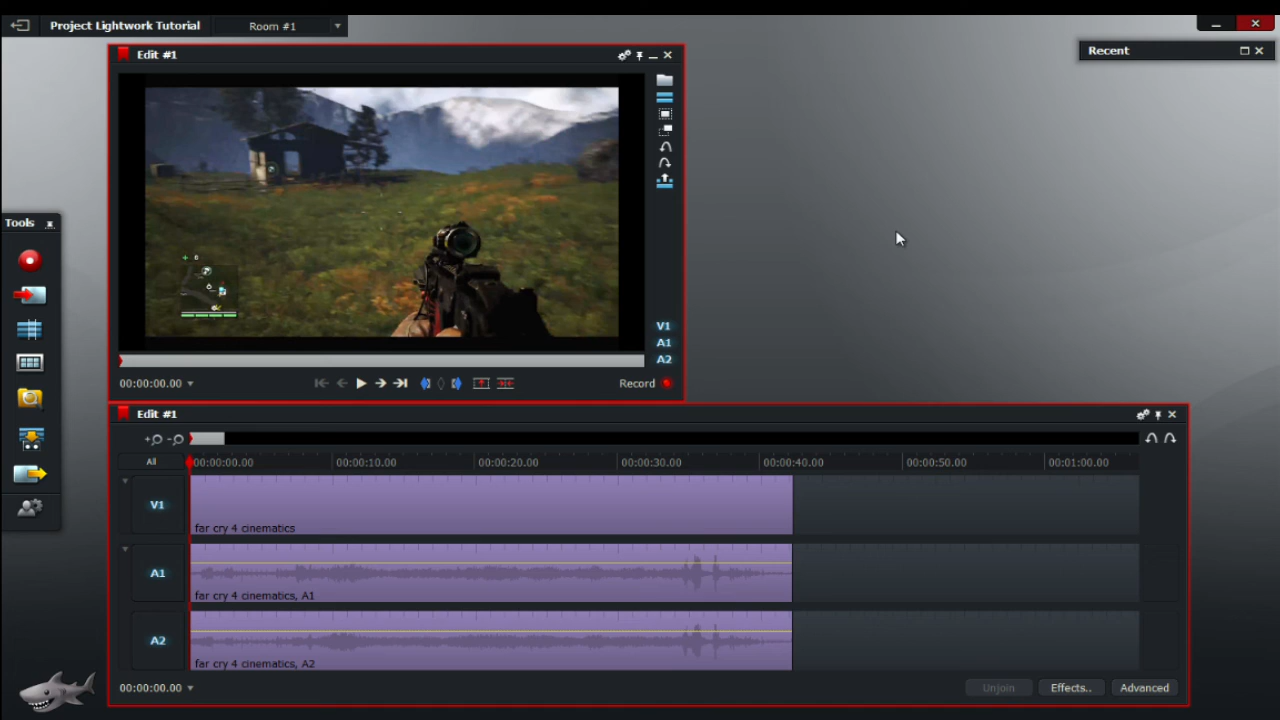 Project Lightwork Tutorial
Room #1
Recent
Edit #1
Tools
6
V1
A1
A2
00:00:00.00
Record
Edit #1
All
00:00:00.00 00:00:10.00 00:00:20.00 00:00:30.00 00:00:40.00 00:00:50.00 00:01:00.00
V1
far cry 4 cinematics
A1
far cry 4 cinematics, A1
A2
far cry 4 cinematics, A2
00:00:00.00
Unjoin
Effects..
Advanced